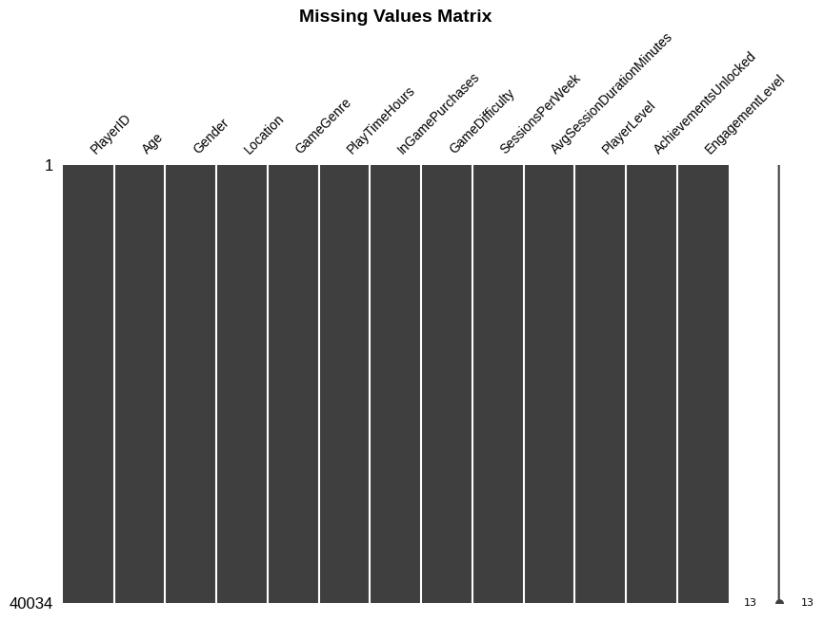 Missing Values Matrix
PlayerID
Age
Gender
Location
GameGenre
PlayTimeHours
InGamePurchases
GameDifficulty
SessionsPerWeek
AvgSessionDurationMinutes
PlayerLevel
AchievementsUnlocked
EngagementLevel
1
40034
13
13